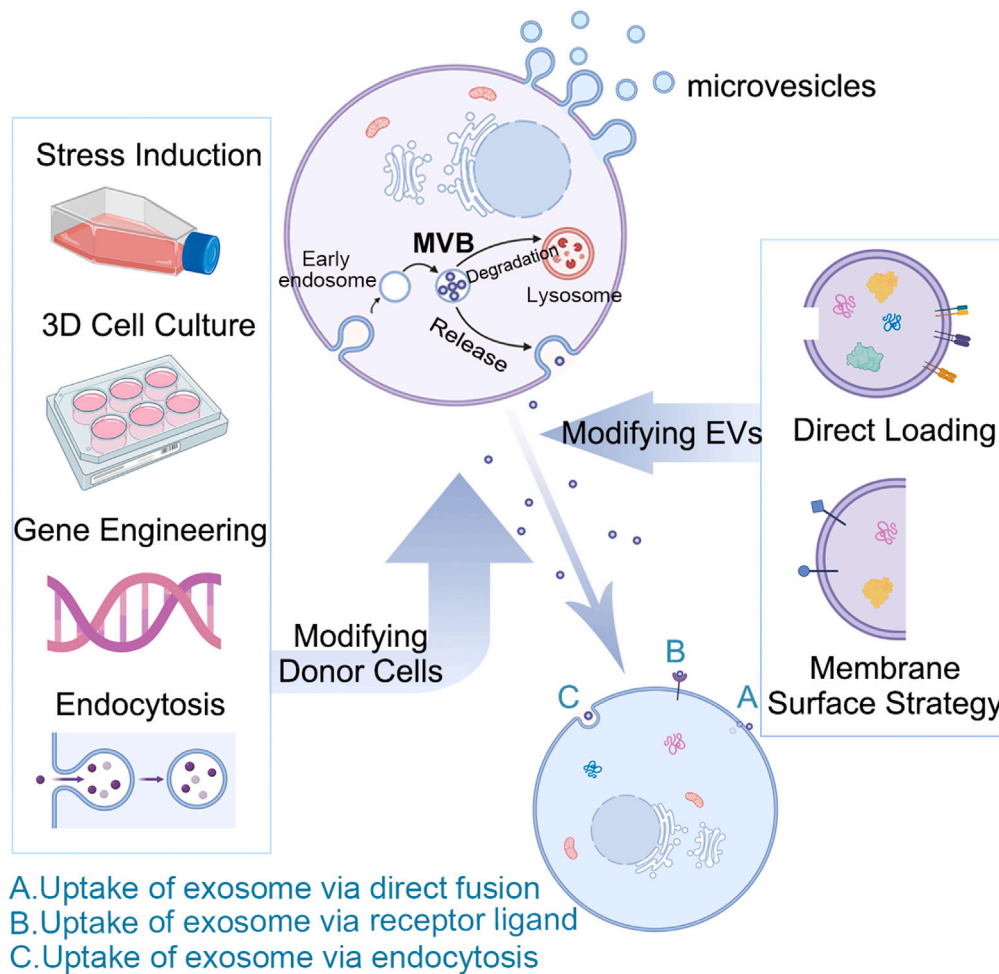 microvesicles
Stress Induction
3D Cell Culture
Gene Engineering
Endocytosis
MVB
Early
endosome
Degradation
Lysosome
Release
Modifying EVs
Direct Loading
Membrane
Surface Strategy
Modifying
Donor Cells
B
C
A
A.Uptake of exosome via direct fusion
B.Uptake of exosome via receptor ligand
C.Uptake of exosome via endocytosis